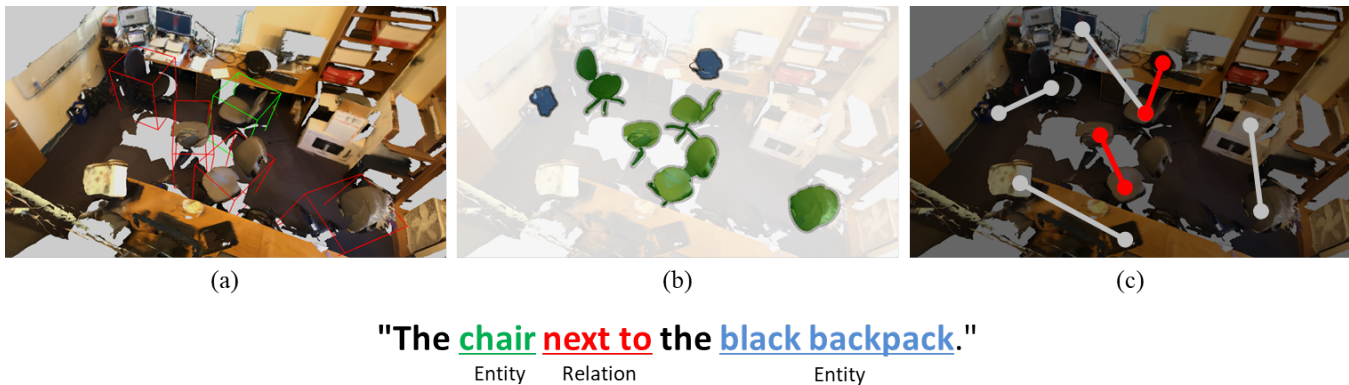 (a) (b) (c)
"The chair next to the black backpack."
Entity Relation Entity